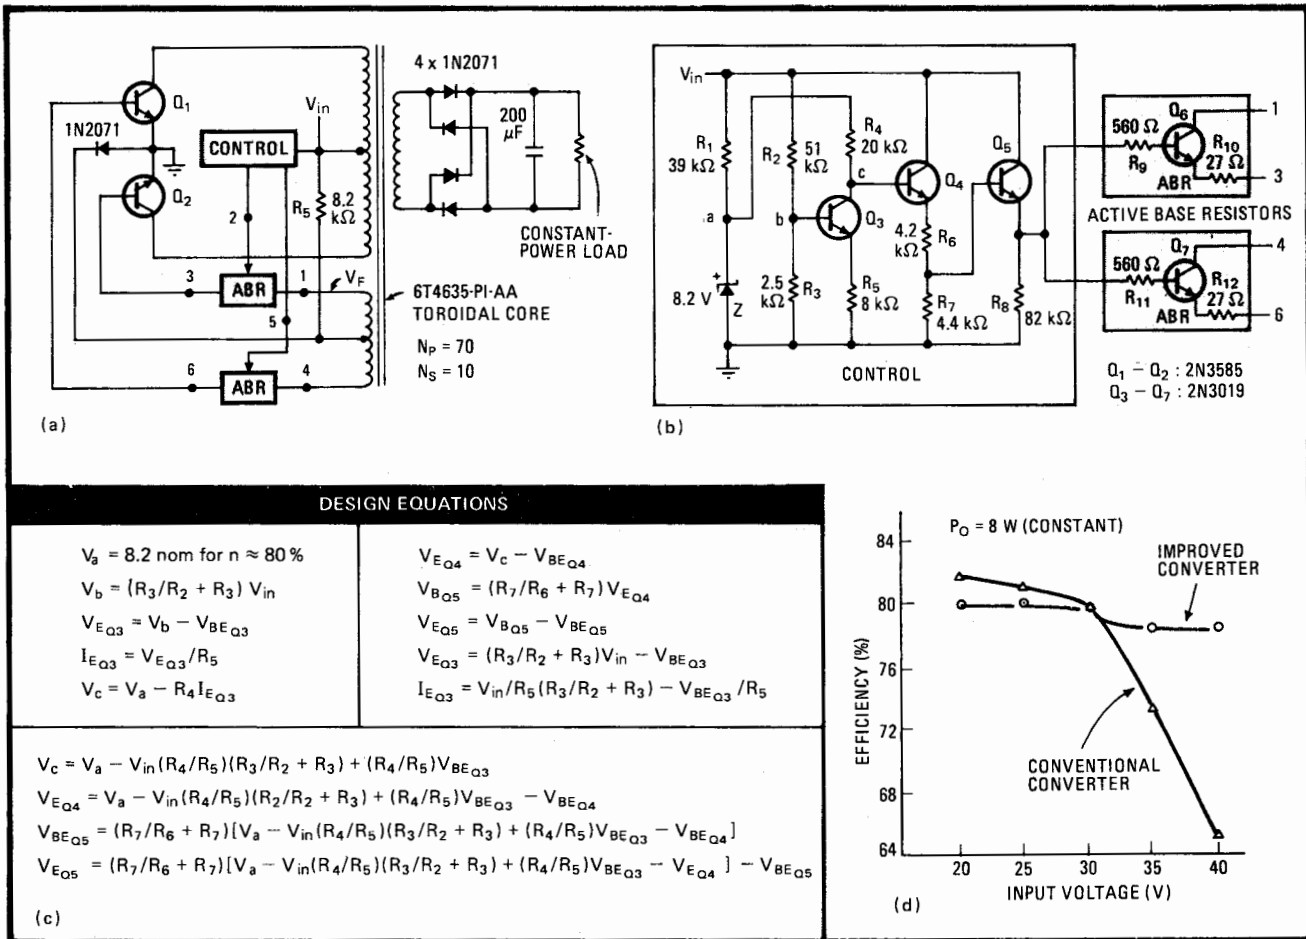 4 x 1N2071
Q1
Vin
1N2071
200
μF
CONTROL
Q2
R5
8.2
kΩ
2
CONSTANT-
POWER LOAD
3
1
VF
ABR
5
6T4635-PI-AA
TOROIDAL CORE
NP = 70
NS = 10
6
4
ABR
(a)
Vin
R1
39 kΩ
R2
51
kΩ
R4
20 kΩ
Q5
c
Q4
a
b
Q3
4.2
kΩ
R6
8.2 V
+
Z
2.5
kΩ
R3
R5
8 kΩ
R7
4.4 kΩ
R8
82 kΩ
CONTROL
(b)
Q6
1
560 Ω
R10
27 Ω
R9
ABR
3
ACTIVE BASE RESISTORS
Q7
4
560 Ω
R12
27 Ω
R11
ABR
6
Q1 – Q2 : 2N3585
Q3 – Q7 : 2N3019
DESIGN EQUATIONS
Va = 8.2 nom for n ≈ 80%
Vb = (R3/R2 + R3) Vin
VEQ3 = Vb – VBEQ3
IEQ3 = VEQ3/R5
Vc = Va – R4IEQ3
VEQ4 = Vc – VBEQ4
VBQ5 = (R7/R6 + R7)VEQ4
VEQ5 = VBQ5 – VBEQ5
VEQ3 = (R3/R2 + R3)Vin – VBEQ3
IEQ3 = Vin/R5(R3/R2 + R3) – VBEQ3/R5
Vc = Va – Vin(R4/R5)(R3/R2 + R3) + (R4/R5)VBEQ3
VEQ4 = Va – Vin(R4/R5)(R2/R2 + R3) + (R4/R5)VBEQ3 – VBEQ4
VBEQ5 = (R7/R6 + R7)[Va – Vin(R4/R5)(R3/R2 + R3) + (R4/R5)VBEQ3 – VBEQ4]
VEQ5 = (R7/R6 + R7)[Va – Vin(R4/R5)(R3/R2 + R3) + (R4/R5)VBEQ3 – VEQ4] – VBEQ5
(c)
PO = 8 W (CONSTANT)
84
80
76
72
68
64
EFFICIENCY (%)
IMPROVED
CONVERTER
CONVENTIONAL
CONVERTER
20 25 30 35 40
INPUT VOLTAGE (V)
(d)